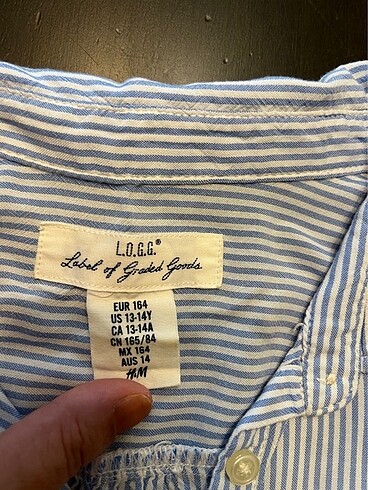 L.O.G.G.®
Label of Graded Goods
EUR 164
US 13-14Y
CA 13-14A
CN 165/84
MX 164
AUS 14
H&M